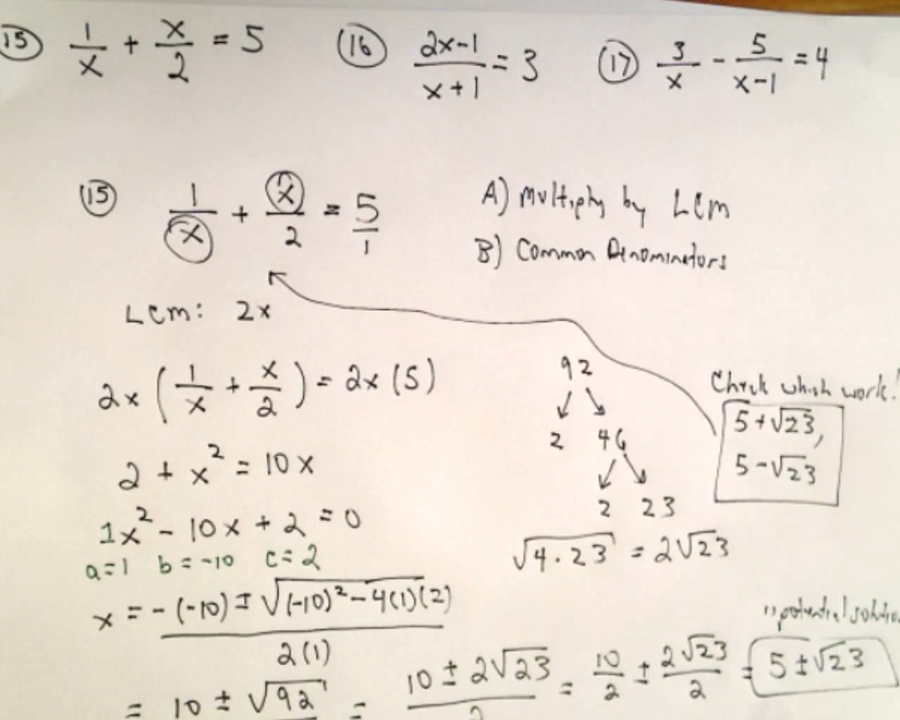 15) 1/x + x/2 = 5
16) (2x-1)/(x+1) = 3
17) 3/x - 5/(x-1) = 4
15) 1/x + x/2 = 5/1
A) Multiply by LCM
B) Common Denominators
LCM: 2x
2x (1/x + x/2) = 2x (5)
2 + x² = 10x
1x² - 10x + 2 = 0
a=1 b=-10 c=2
x = (-(-10) ± √((-10)² - 4(1)(2)))/2(1)
92
2 46
2 23
√(4·23) = 2√23
Check which work!
5+√23,
5-√23
"potential
= 10 ± √92 = (10 ± 2√23)/2 = 10/2 ± 2√23/2 = 5±√23